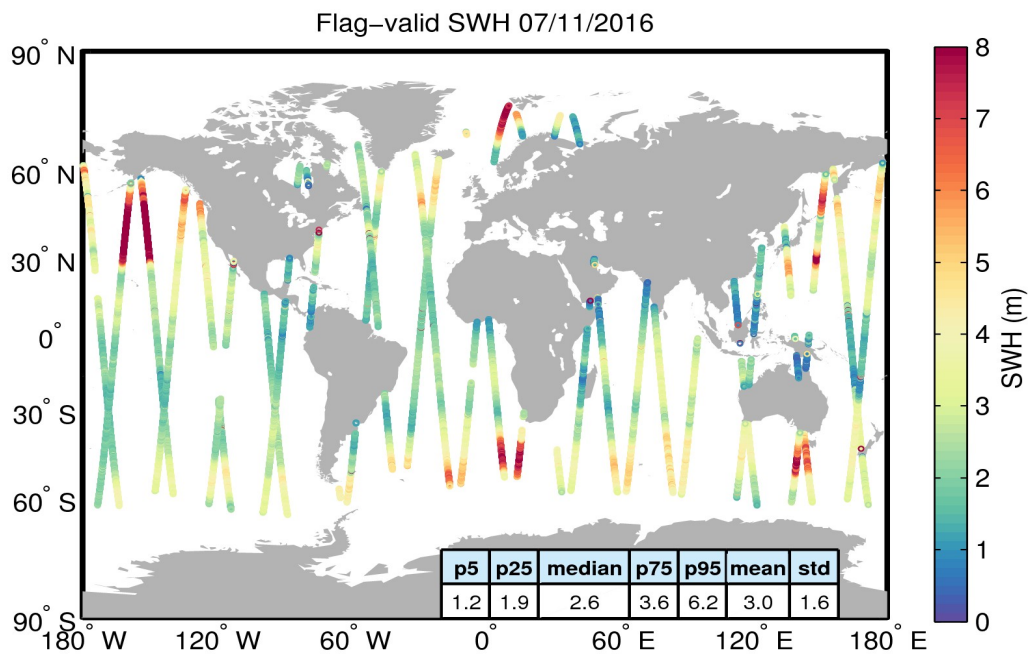 Flag−valid SWH 07/11/2016
90° N
60° N
30° N
0°
30° S
60° S
90° S
180° W 120° W 60° W 0° 60° E 120° E 180° E
p5 p25 median p75 p95 mean std
1.2 1.9 2.6 3.6 6.2 3.0 1.6
8
7
6
5
4
3
2
1
0
SWH (m)